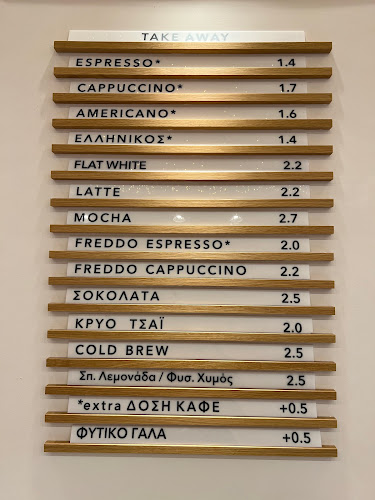 TAKE AWAY
ESPRESSO* 1.4
CAPPUCCINO* 1.7
AMERICANO* 1.6
ΕΛΛΗΝΙΚΟΣ* 1.4
FLAT WHITE 2.2
LATTE 2.2
MOCHA 2.7
FREDDO ESPRESSO* 2.0
FREDDO CAPPUCCINO 2.2
ΣΟΚΟΛΑΤΑ 2.5
ΚΡΥΟ ΤΣΑΪ 2.0
COLD BREW 2.5
Σπ. Λεμονάδα / Φυσ. Χυμός 2.5
*extra ΔΟΣΗ ΚΑΦΕ +0.5
ΦΥΤΙΚΟ ΓΑΛΑ +0.5